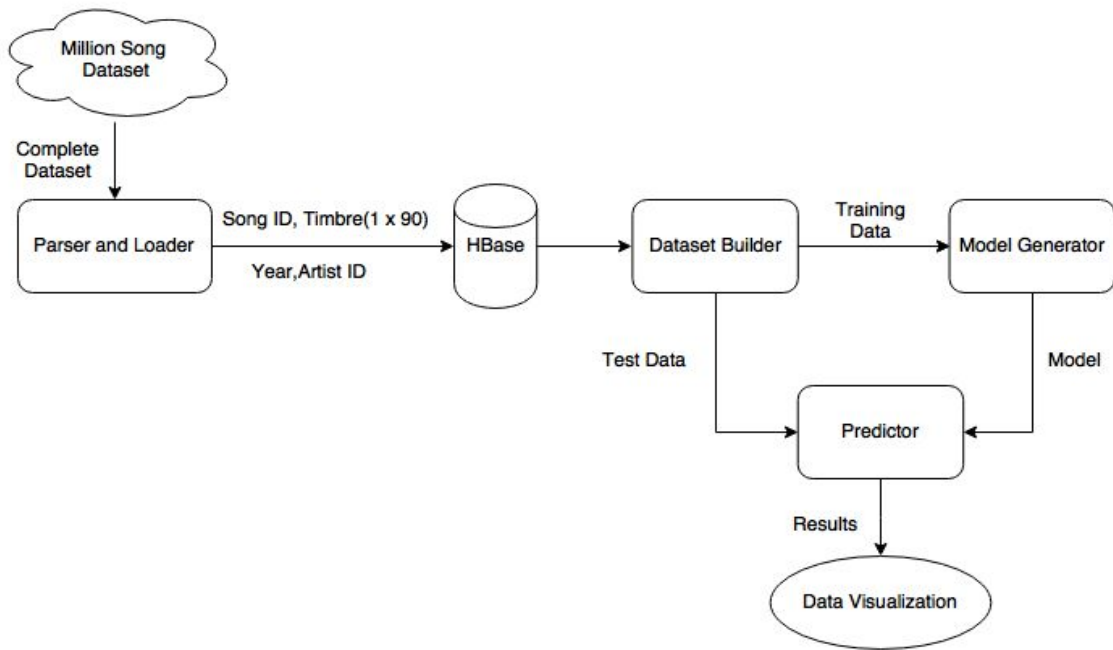 Million Song
Dataset
Complete
Dataset
Parser and Loader
Song ID, Timbre(1 x 90)
Year,Artist ID
HBase
Dataset Builder
Training
Data
Model Generator
Test Data
Model
Predictor
Results
Data Visualization